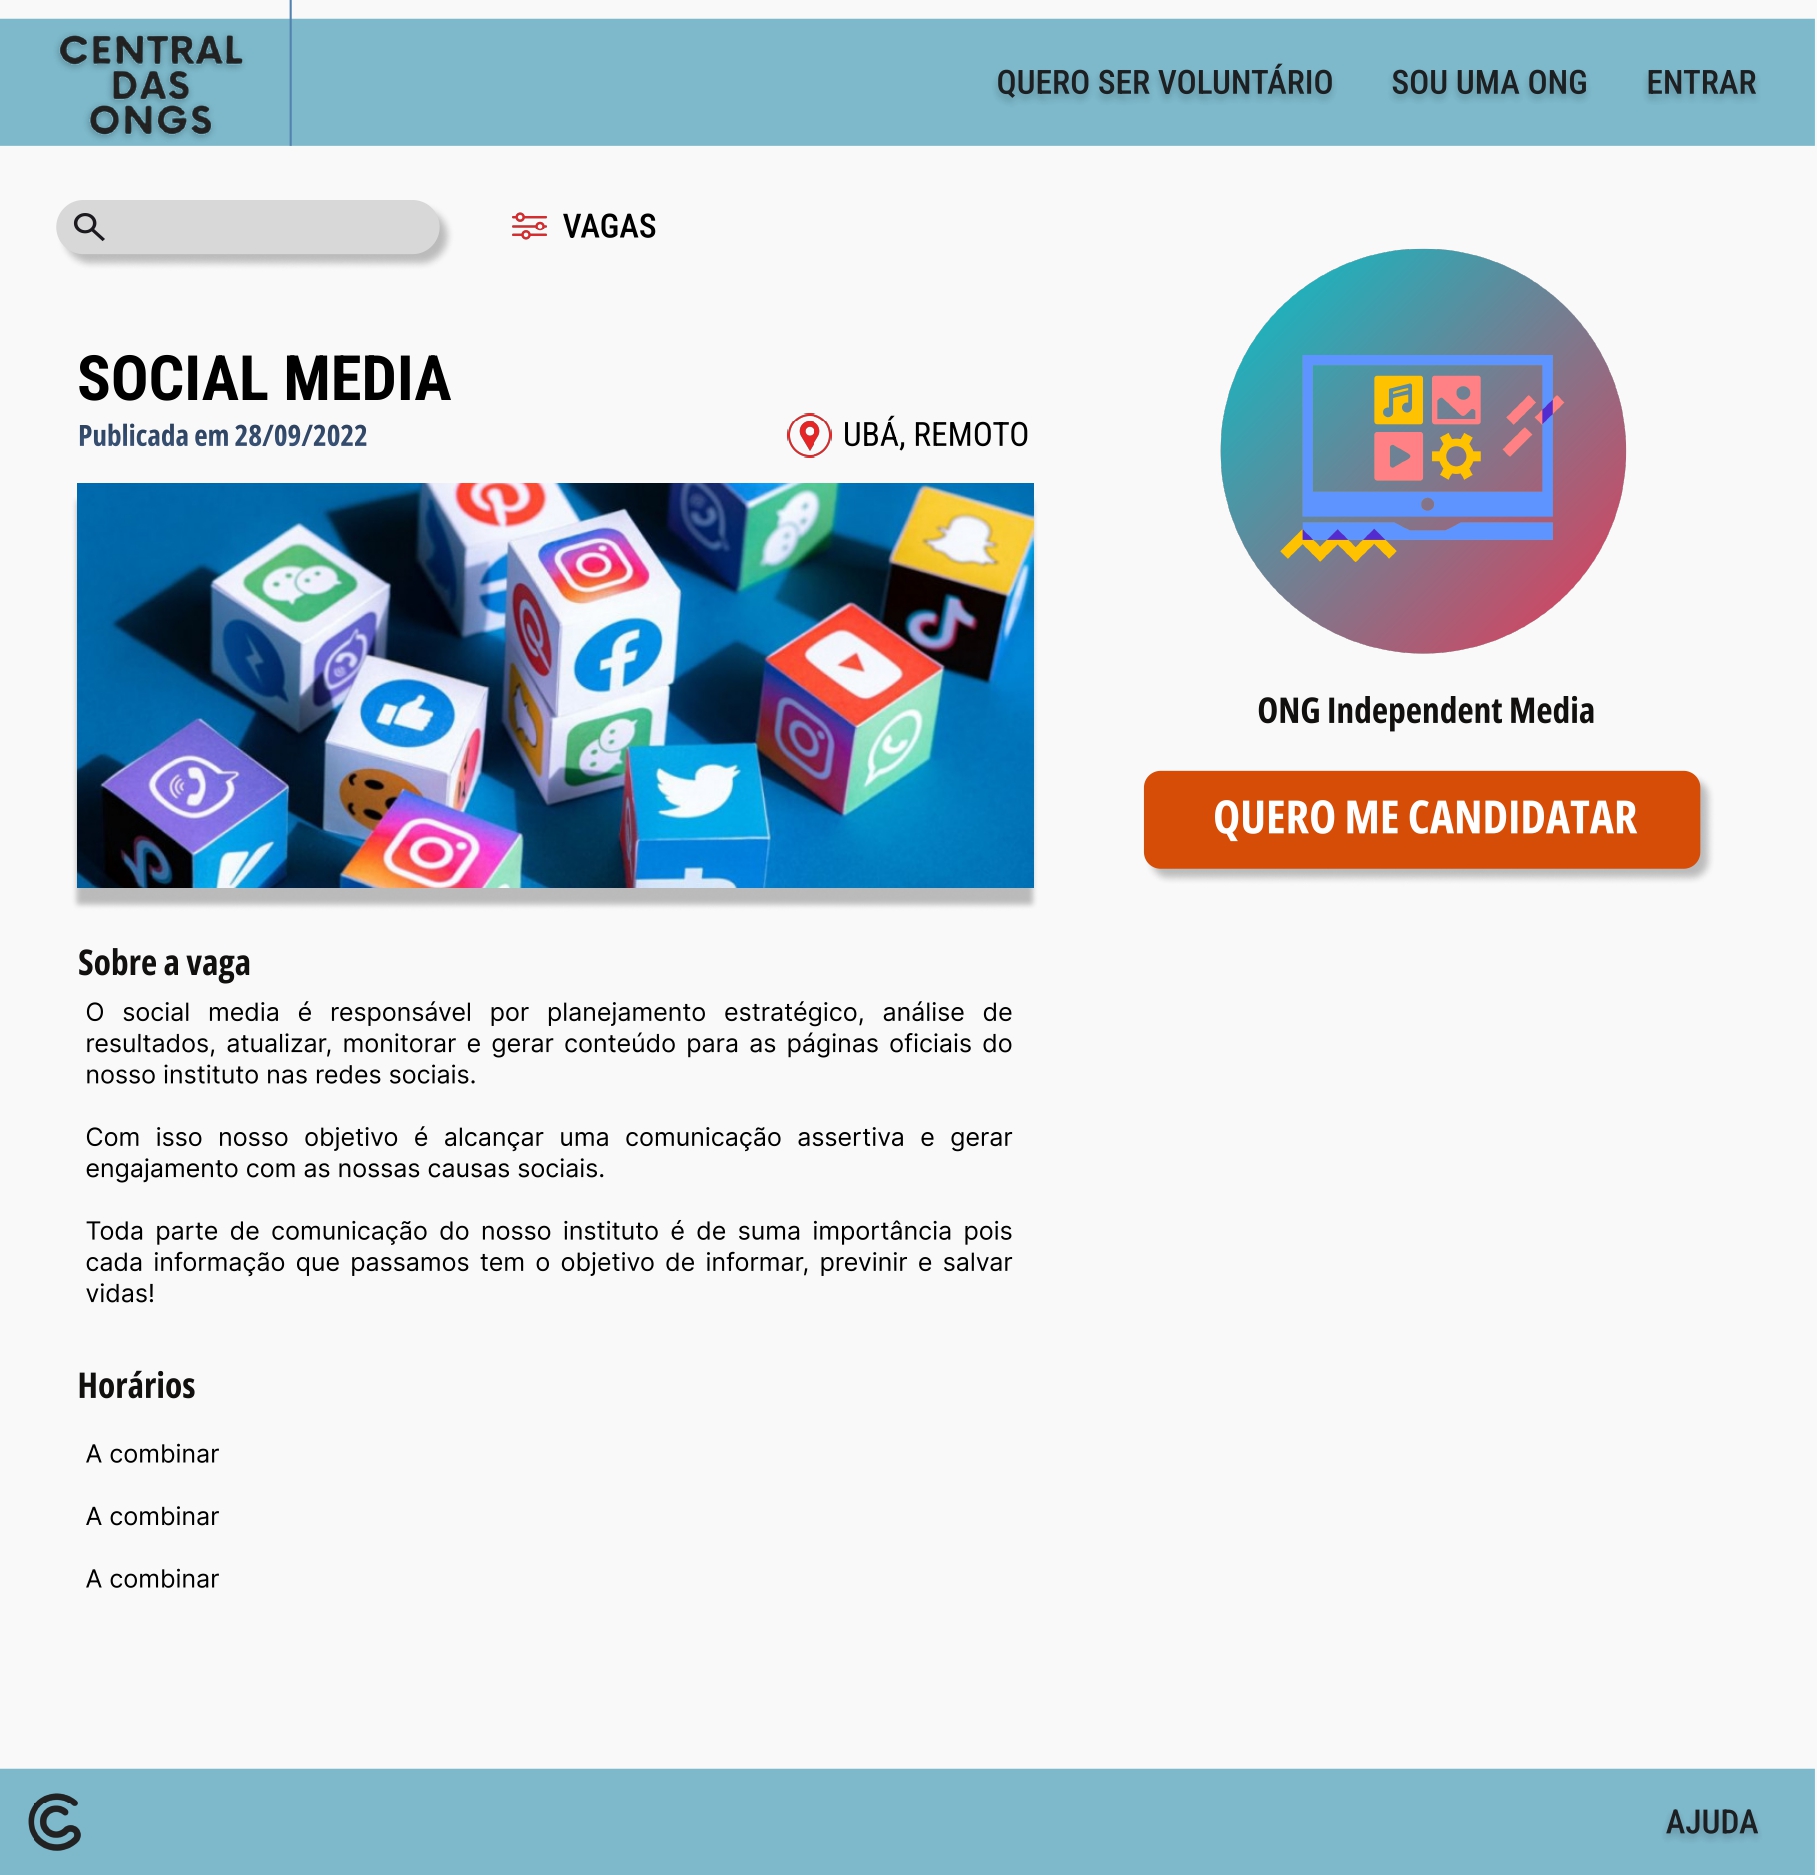 CENTRAL
DAS
ONGS
QUERO SER VOLUNTÁRIO
SOU UMA ONG
ENTRAR
VAGAS
SOCIAL MEDIA
Publicada em 28/09/2022
UBÁ, REMOTO
ONG Independent Media
QUERO ME CANDIDATAR
Sobre a vaga
O social media é responsável por planejamento estratégico, análise de
resultados, atualizar, monitorar e gerar conteúdo para as páginas oficiais do
nosso instituto nas redes sociais.
Com isso nosso objetivo é alcançar uma comunicação assertiva e gerar
engajamento com as nossas causas sociais.
Toda parte de comunicação do nosso instituto é de suma importância pois
cada informação que passamos tem o objetivo de informar, previnir e salvar
vidas!
Horários
A combinar
A combinar
A combinar
AJUDA